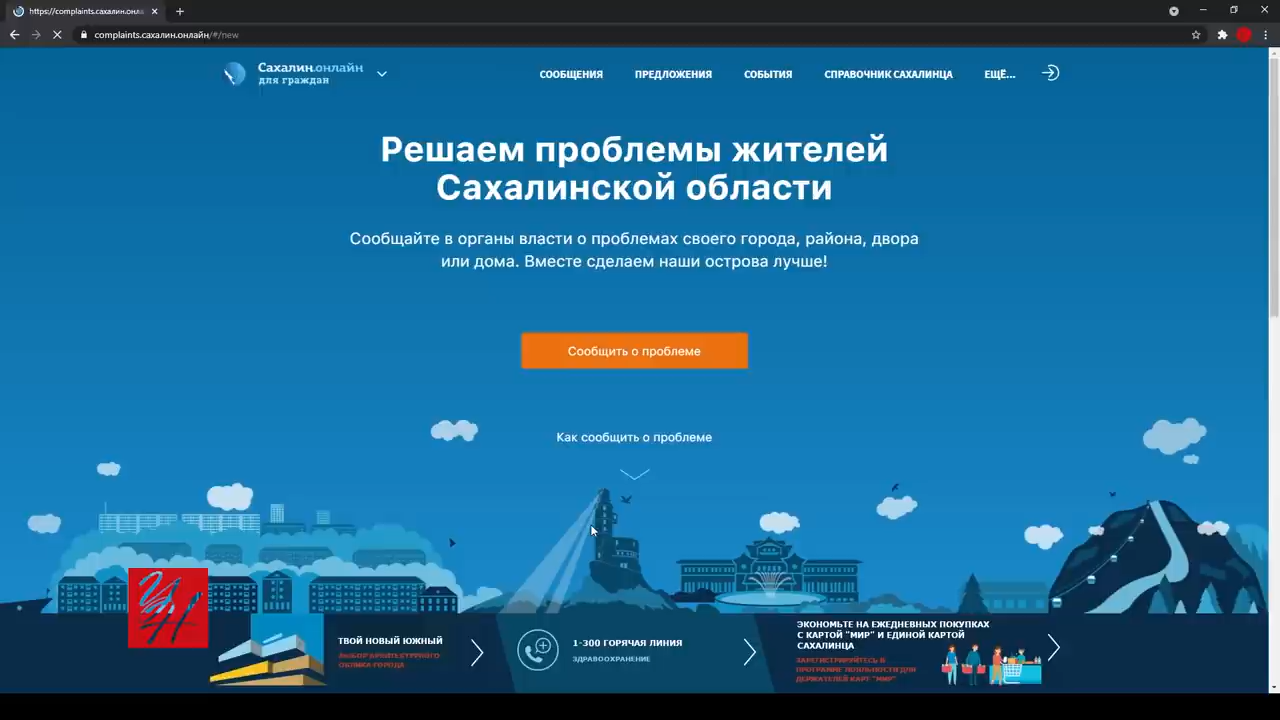 https://complaints.сахалин.онла
complaints.сахалин.онлайн/#/new
Сахалин.онлайн
для граждан
СООБЩЕНИЯ
ПРЕДЛОЖЕНИЯ
СОБЫТИЯ
СПРАВОЧНИК САХАЛИНЦА
ЕЩЁ...
Решаем проблемы жителей
Сахалинской области
Сообщайте в органы власти о проблемах своего города, района, двора
или дома. Вместе сделаем наши острова лучше!
Сообщить о проблеме
Как сообщить о проблеме
ТВОЙ НОВЫЙ ЮЖНЫЙ
ВЫБОР АРХИТЕКТУРНОГО
ОБЛИКА ГОРОДА
1-300 ГОРЯЧАЯ ЛИНИЯ
ЗДРАВООХРАНЕНИЕ
ЭКОНОМЬТЕ НА ЕЖЕДНЕВНЫХ ПОКУПКАХ
С КАРТОЙ "МИР" И ЕДИНОЙ КАРТОЙ
САХАЛИНЦА
ЗАРЕГИСТРИРУЙТЕСЬ В
ПРОГРАММЕ ЛОЯЛЬНОСТИ ДЛЯ
ДЕРЖАТЕЛЕЙ КАРТ "МИР"